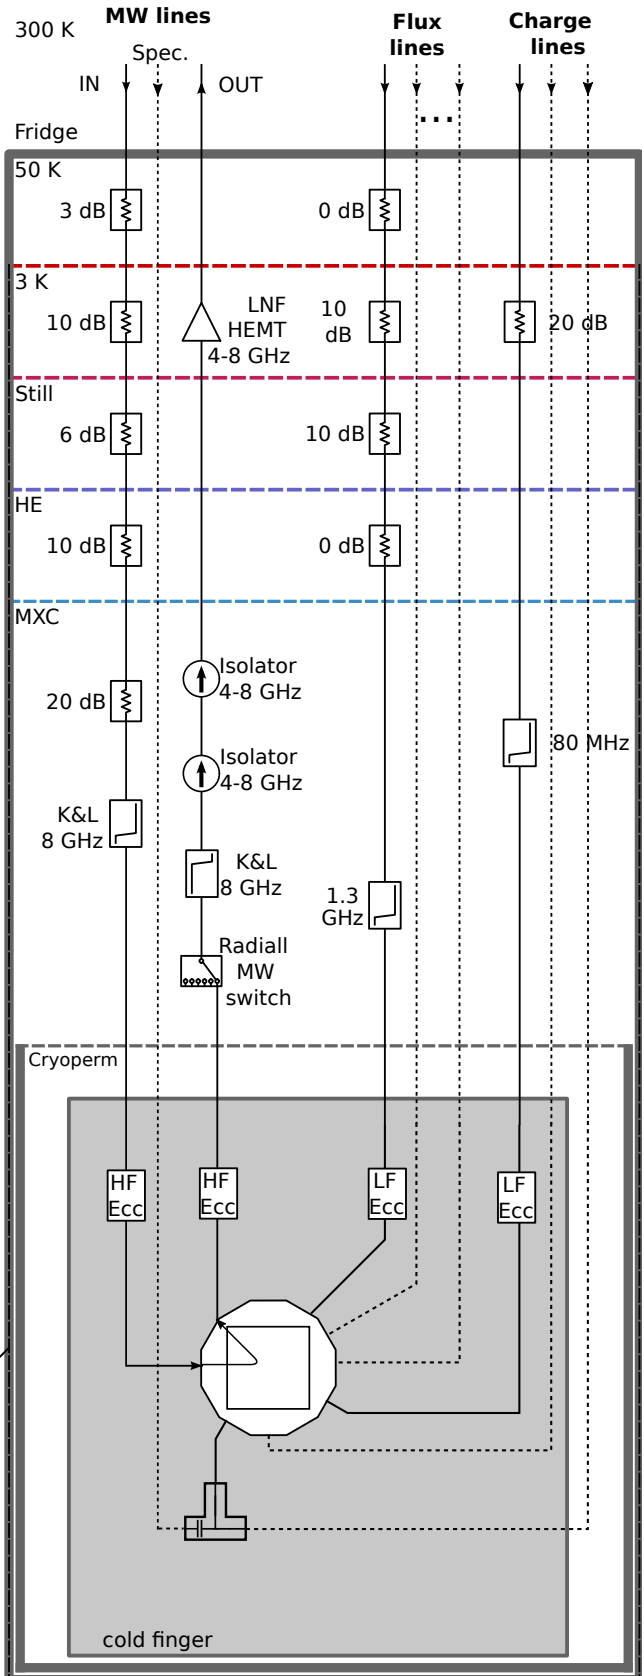 MW lines
300 K
Spec.
IN
OUT
Flux
lines
...
Charge
lines
Fridge
50 K
3 dB
0 dB
3 K
10 dB
LNF
HEMT
4-8 GHz
10
dB
20 dB
Still
6 dB
10 dB
HE
10 dB
0 dB
MXC
20 dB
Isolator
4-8 GHz
Isolator
4-8 GHz
80 MHz
K&L
8 GHz
K&L
8 GHz
1.3
GHz
Radiall
MW
switch
Cryoperm
HF
Ecc
HF
Ecc
LF
Ecc
LF
Ecc
cold finger